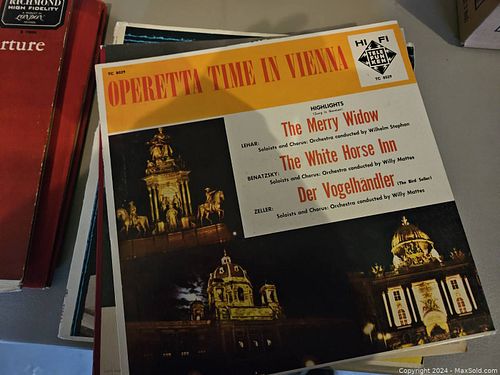 RICHMOND
HIGH FIDELITY
LONDON
rture
TC 8029
OPERETTA TIME IN VIENNA
HI FI
TELEFUNKEN
TC 8029
HIGHLIGHTS
(Sung in German)
LEHAR: The Merry Widow
Soloists and Chorus: Orchestra conducted by Wilhelm Stephan
BENATZSKY: The White Horse Inn
Soloists and Chorus: Orchestra conducted by Willy Mattes
ZELLER: Der Vogelhandler (The Bird Seller)
Soloists and Chorus: Orchestra conducted by Willy Mattes
Copyright 2024 - MaxSold.com